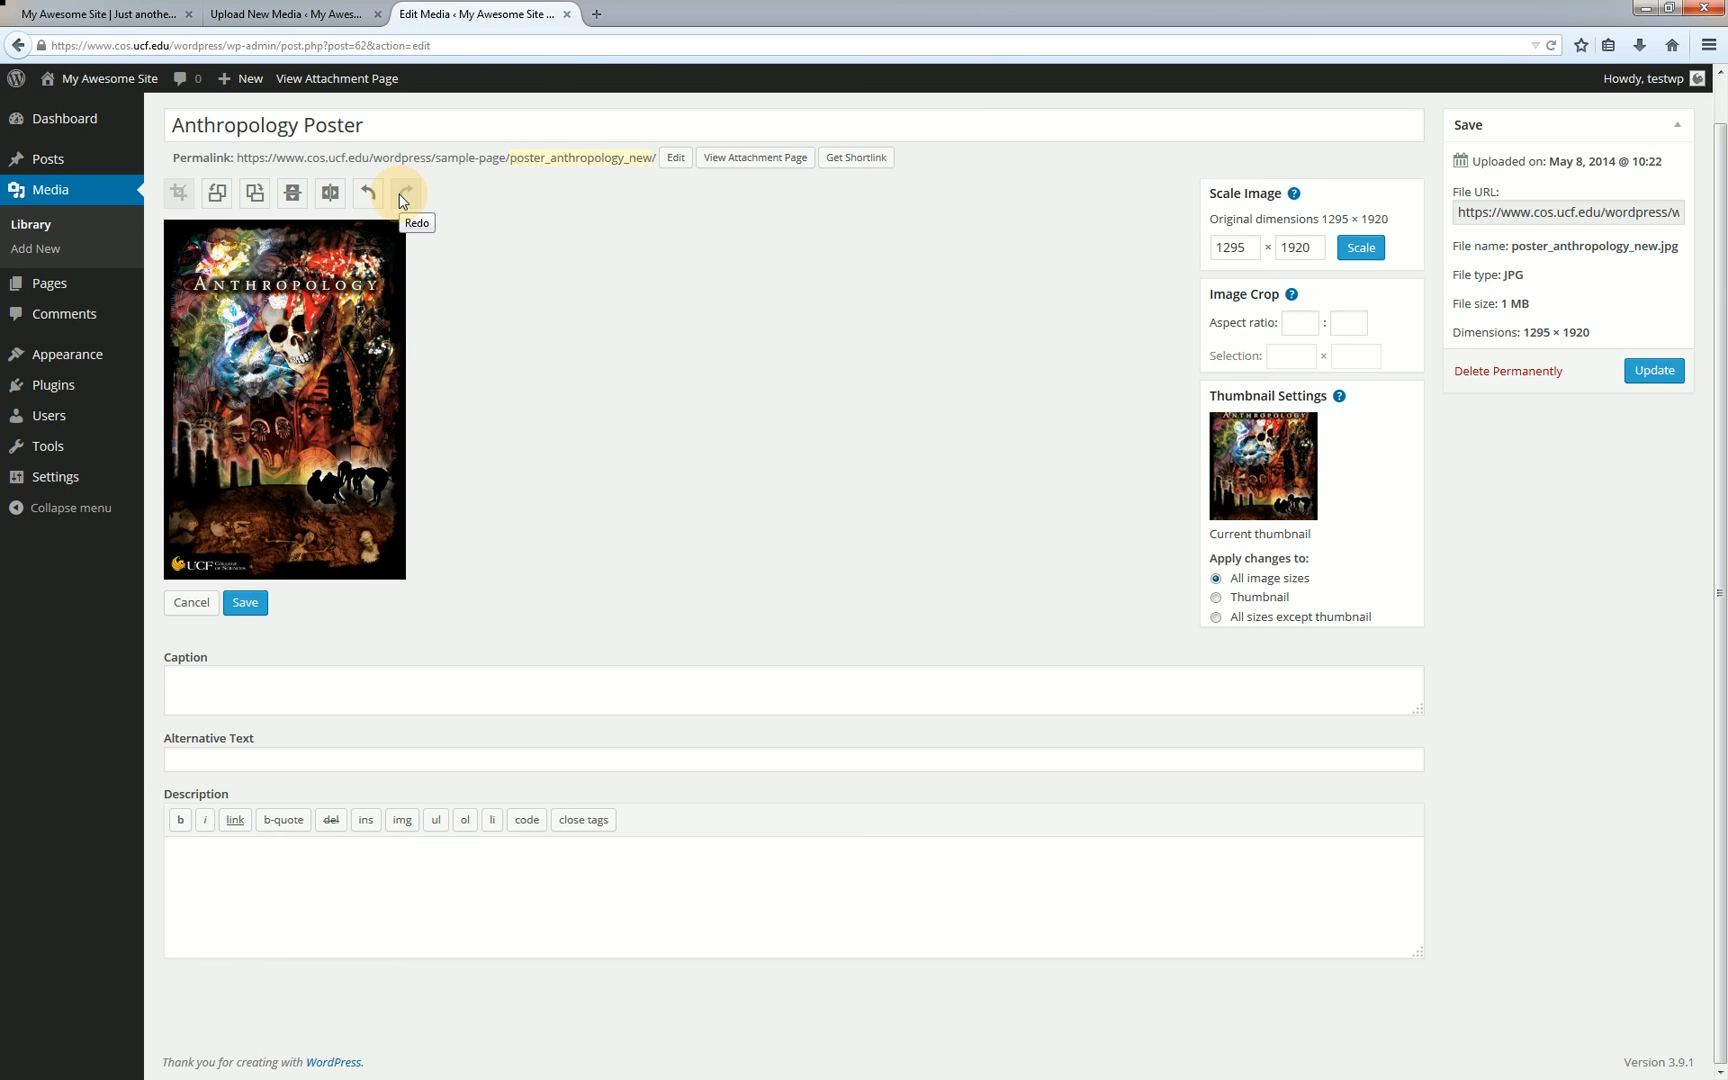 My Awesome Site | Just anothe...
Upload New Media ‹ My Awes...
Edit Media ‹ My Awesome Site ...
https://www.cos.ucf.edu/wordpress/wp-admin/post.php?post=62&action=edit
My Awesome Site
0
New
View Attachment Page
Howdy, testwp
Dashboard
Posts
Media
Library
Add New
Pages
Comments
Appearance
Plugins
Users
Tools
Settings
Collapse menu
Anthropology Poster
Permalink: https://www.cos.ucf.edu/wordpress/sample-page/poster_anthropology_new/
Edit
View Attachment Page
Get Shortlink
Redo
ANTHROPOLOGY
UCF COLLEGE OF SCIENCES
Cancel
Save
Scale Image
Original dimensions 1295 × 1920
1295 × 1920
Scale
Image Crop
Aspect ratio: :
Selection: ×
Thumbnail Settings
ANTHROPOLOGY
Current thumbnail
Apply changes to:
All image sizes
Thumbnail
All sizes except thumbnail
Save
Uploaded on: May 8, 2014 @ 10:22
File URL:
https://www.cos.ucf.edu/wordpress/w
File name: poster_anthropology_new.jpg
File type: JPG
File size: 1 MB
Dimensions: 1295 × 1920
Delete Permanently
Update
Caption
Alternative Text
Description
b
i
link
b-quote
del
ins
img
ul
ol
li
code
close tags
Thank you for creating with WordPress.
Version 3.9.1